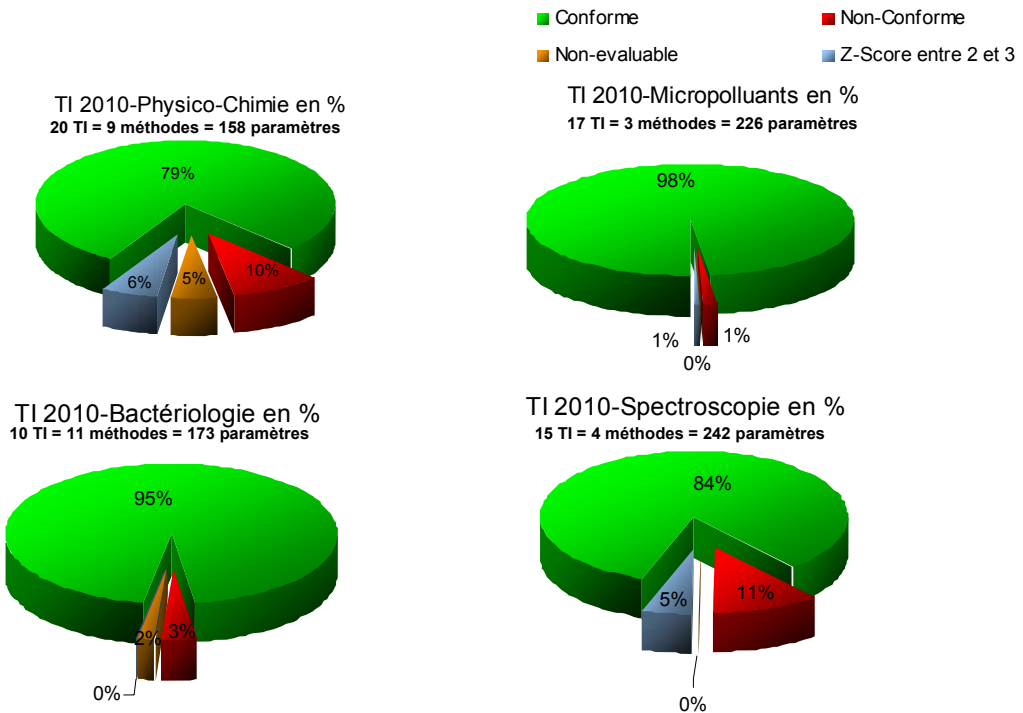 Conforme
Non-Conforme
Non-evaluable
Z-Score entre 2 et 3
TI 2010-Physico-Chimie en %
20 TI = 9 méthodes = 158 paramètres
79%
6%
5%
10%
TI 2010-Micropolluants en %
17 TI = 3 méthodes = 226 paramètres
98%
1%
1%
0%
TI 2010-Bactériologie en %
10 TI = 11 méthodes = 173 paramètres
95%
2%
3%
0%
TI 2010-Spectroscopie en %
15 TI = 4 méthodes = 242 paramètres
84%
5%
11%
0%